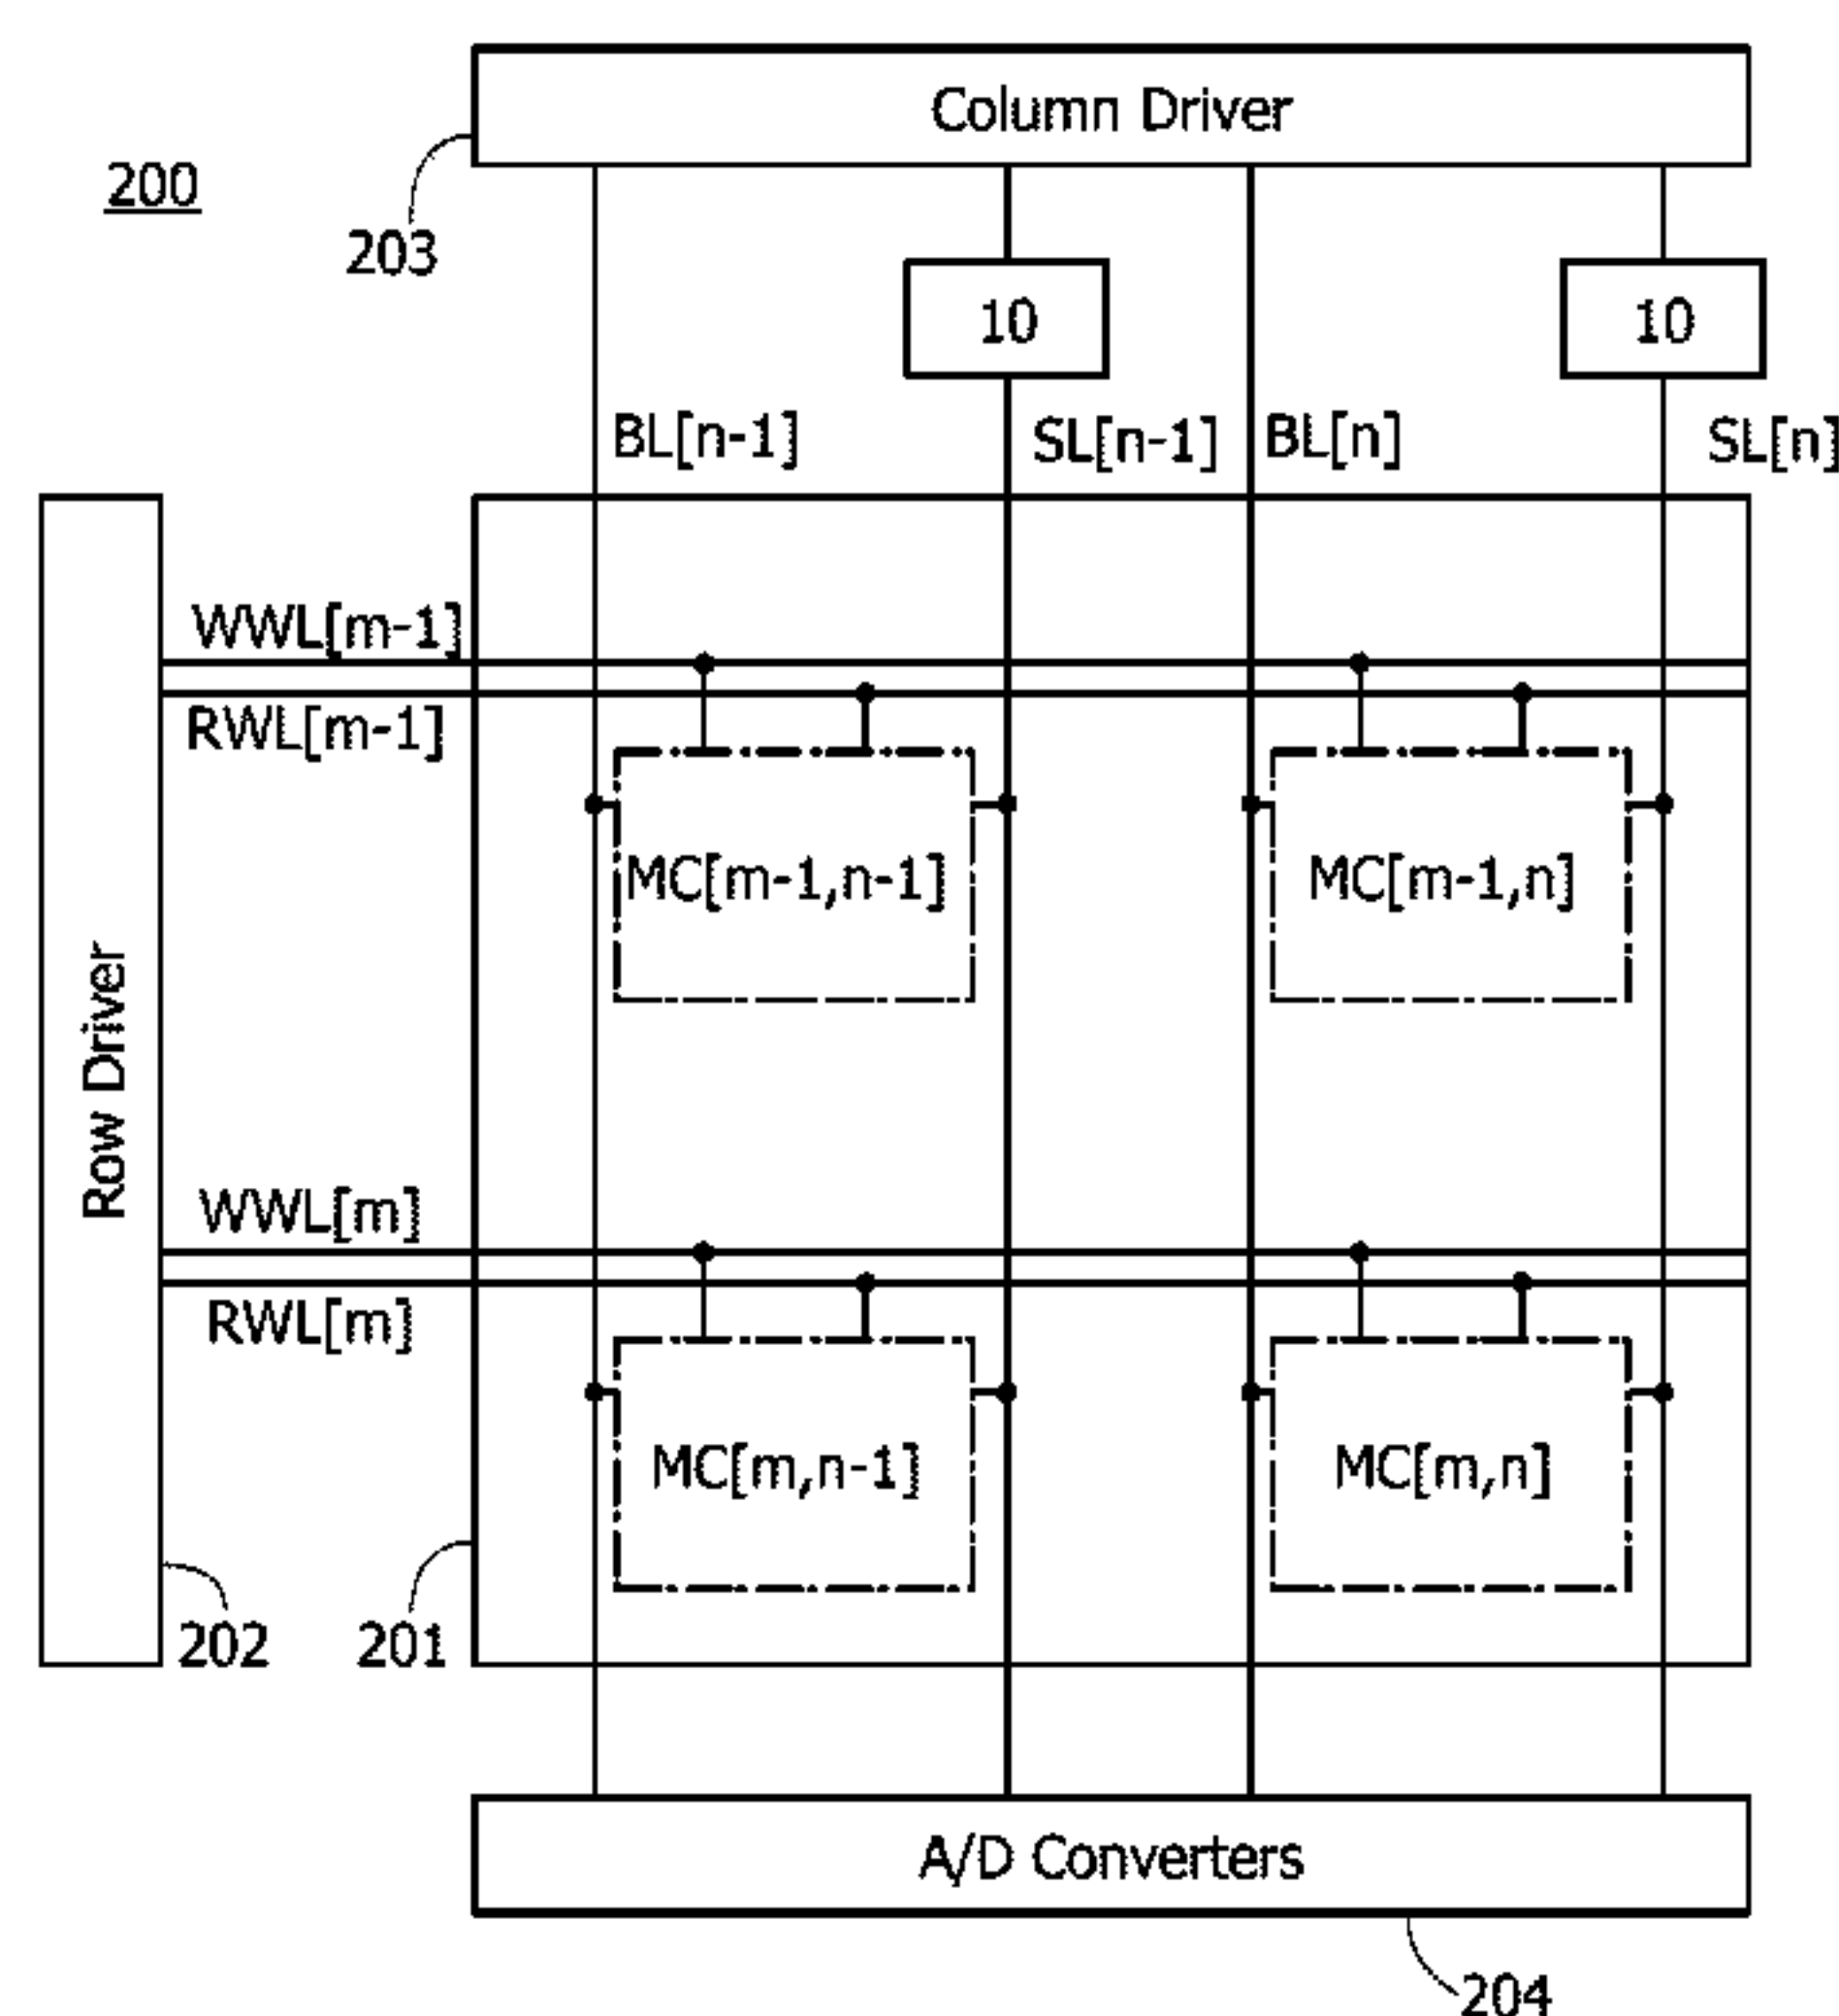 Column Driver
200
203
10
10
BL[n-1]
SL[n-1]
BL[n]
SL[n]
WWL[m-1]
RWL[m-1]
MC[m-1,n-1]
MC[m-1,n]
Row Driver
WWL[m]
RWL[m]
MC[m,n-1]
MC[m,n]
202
201
A/D Converters
204